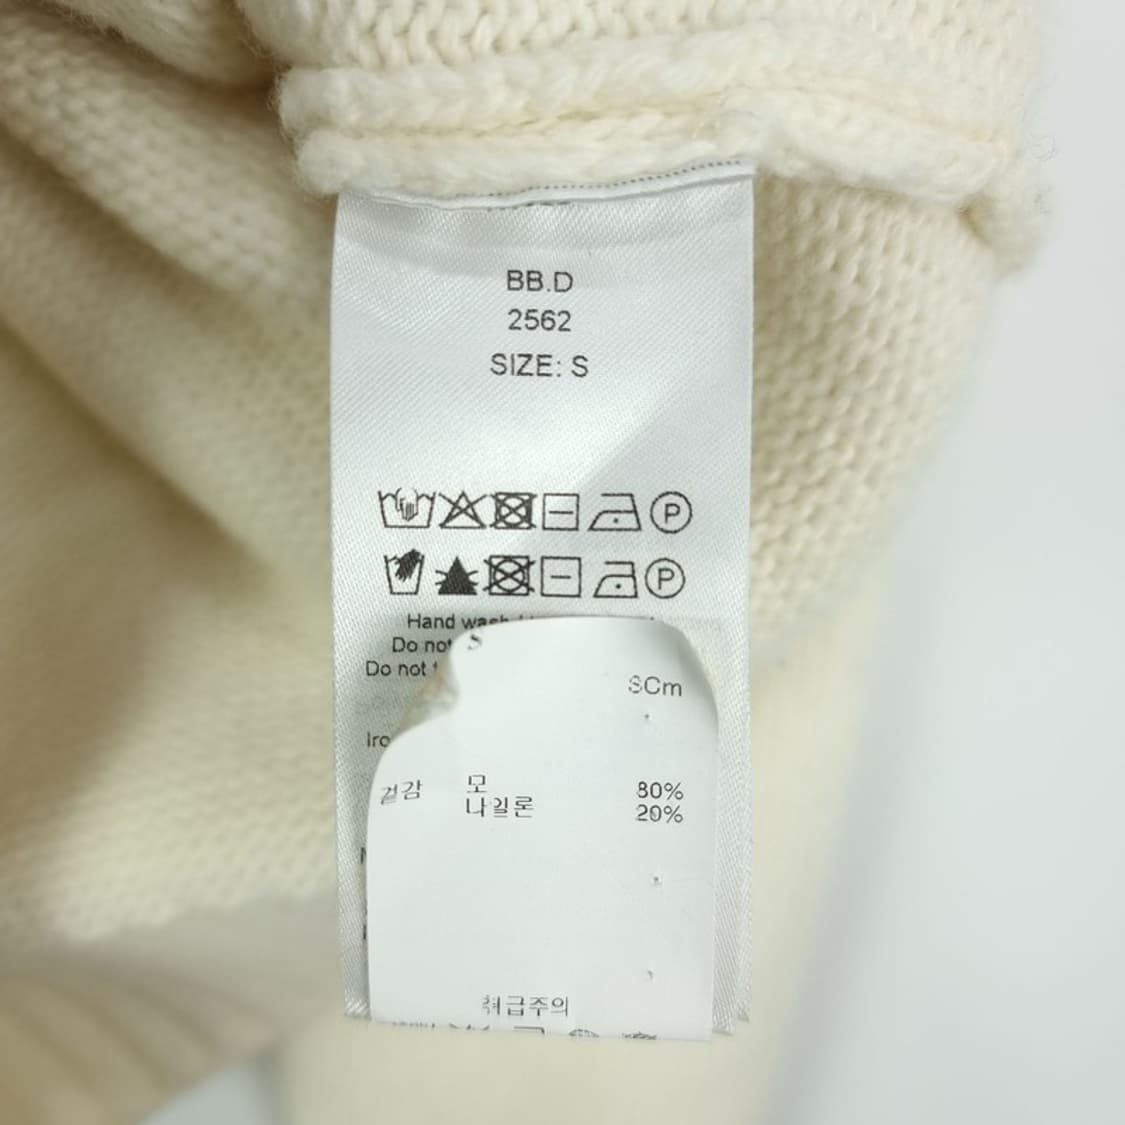 BB.D
2562
SIZE: S
P
P
Hand wash
Do not
Do not
S
SCm
Iro
겉감 모 80%
나일론 20%
취급주의